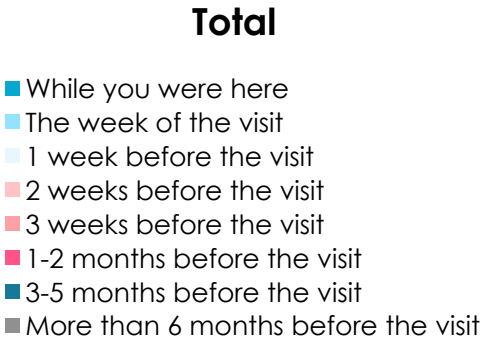 Total
While you were here
The week of the visit
1 week before the visit
2 weeks before the visit
3 weeks before the visit
1-2 months before the visit
3-5 months before the visit
More than 6 months before the visit